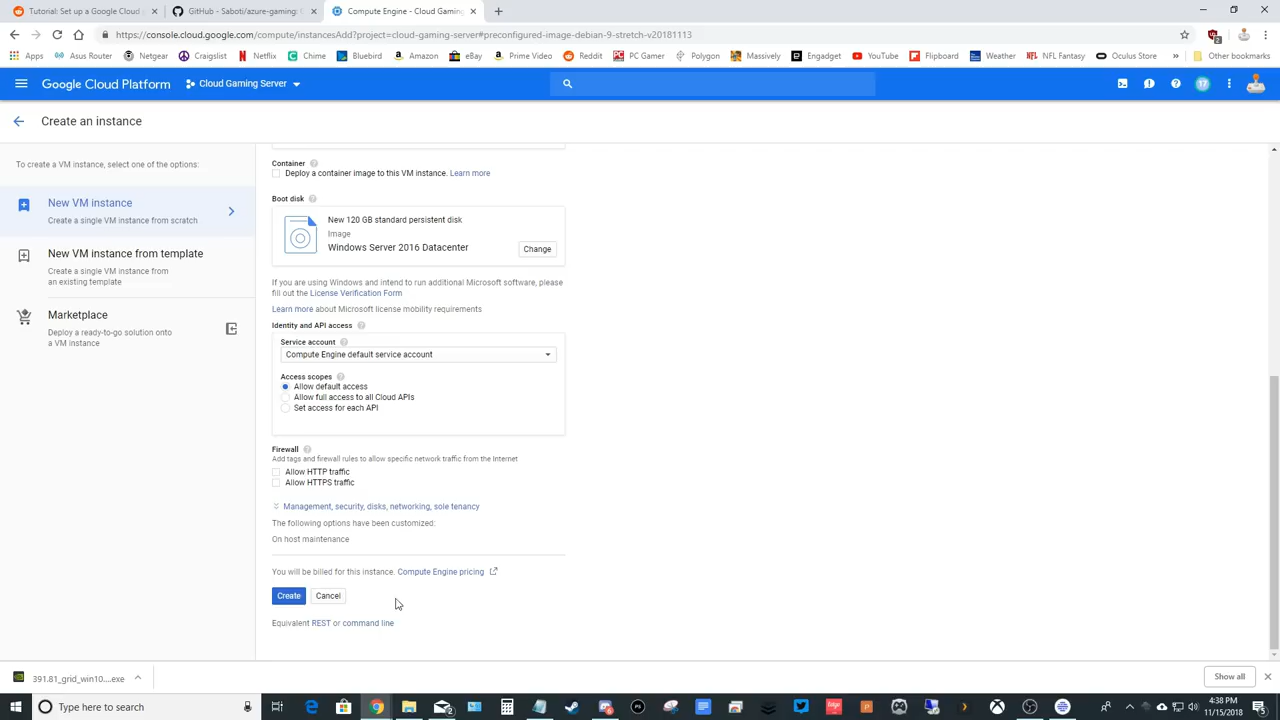 Tutorial: Set up a Google Cloud
GitHub - Saboti/azure-gaming: E
Compute Engine - Cloud Gaming
https://console.cloud.google.com/compute/instancesAdd?project=cloud-gaming-server#preconfigured-image-debian-9-stretch-v20181113
Apps Asus Router Netgear Craigslist Netflix Chime Bluebird Amazon eBay Prime Video Reddit PC Gamer Polygon Massively Engadget YouTube Flipboard Weather NFL Fantasy Oculus Store » Other bookmarks
Google Cloud Platform Cloud Gaming Server
Create an instance
To create a VM instance, select one of the options:
New VM instance
Create a single VM instance from scratch
New VM instance from template
Create a single VM instance from
an existing template
Marketplace
Deploy a ready-to-go solution onto
a VM instance
Container
Deploy a container image to this VM instance. Learn more
Boot disk
New 120 GB standard persistent disk
Image
Windows Server 2016 Datacenter
Change
If you are using Windows and intend to run additional Microsoft software, please
fill out the License Verification Form
Learn more about Microsoft license mobility requirements
Identity and API access
Service account
Compute Engine default service account
Access scopes
Allow default access
Allow full access to all Cloud APIs
Set access for each API
Firewall
Add tags and firewall rules to allow specific network traffic from the Internet
Allow HTTP traffic
Allow HTTPS traffic
Management, security, disks, networking, sole tenancy
The following options have been customized:
On host maintenance
You will be billed for this instance. Compute Engine pricing
Create Cancel
Equivalent REST or command line
391.81_grid_win10....exe
Show all
Type here to search
4:38 PM
11/15/2018